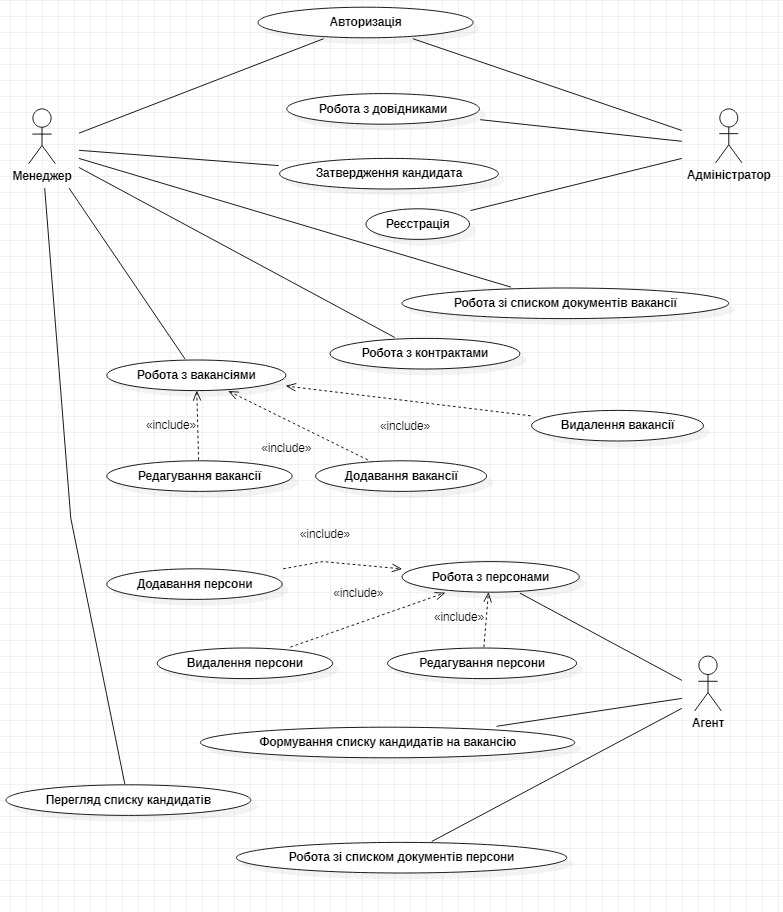 Авторизація
Робота з довідниками
Менеджер
Затвердження кандидата
Адміністратор
Реєстрація
Робота зі списком документів вакансії
Робота з контрактами
Робота з вакансіями
«include»
«include»
«include»
Видалення вакансії
Редагування вакансії
Додавання вакансії
«include»
Додавання персони
Робота з персонами
«include»
«include»
Видалення персони
Редагування персони
Агент
Формування списку кандидатів на вакансію
Перегляд списку кандидатів
Робота зі списком документів персони